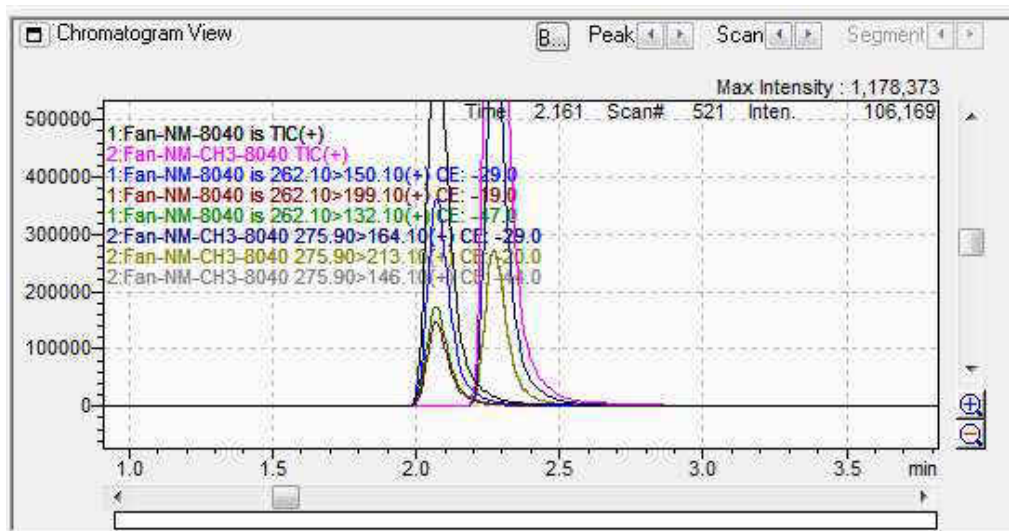 Chromatogram View B... Peak Scan Segment
Max Intensity : 1,178,373
Time 2.161 Scan# 521 Inten. 106,169
500000
400000
300000
200000
100000
0
1:Fan-NM-8040 is TIC(+)
2:Fan-NM-CH3-8040 TIC(+)
1:Fan-NM-8040 is 262.10>150.10(+) CE: -29.0
1:Fan-NM-8040 is 262.10>199.10(+) CE: -19.0
1:Fan-NM-8040 is 262.10>132.10(+) CE: -47.0
2:Fan-NM-CH3-8040 275.90>164.10(+) CE: -29.0
2:Fan-NM-CH3-8040 275.90>213.10(+) CE: -20.0
2:Fan-NM-CH3-8040 275.90>146.10(+) CE: -44.0
1.0 1.5 2.0 2.5 3.0 3.5 min